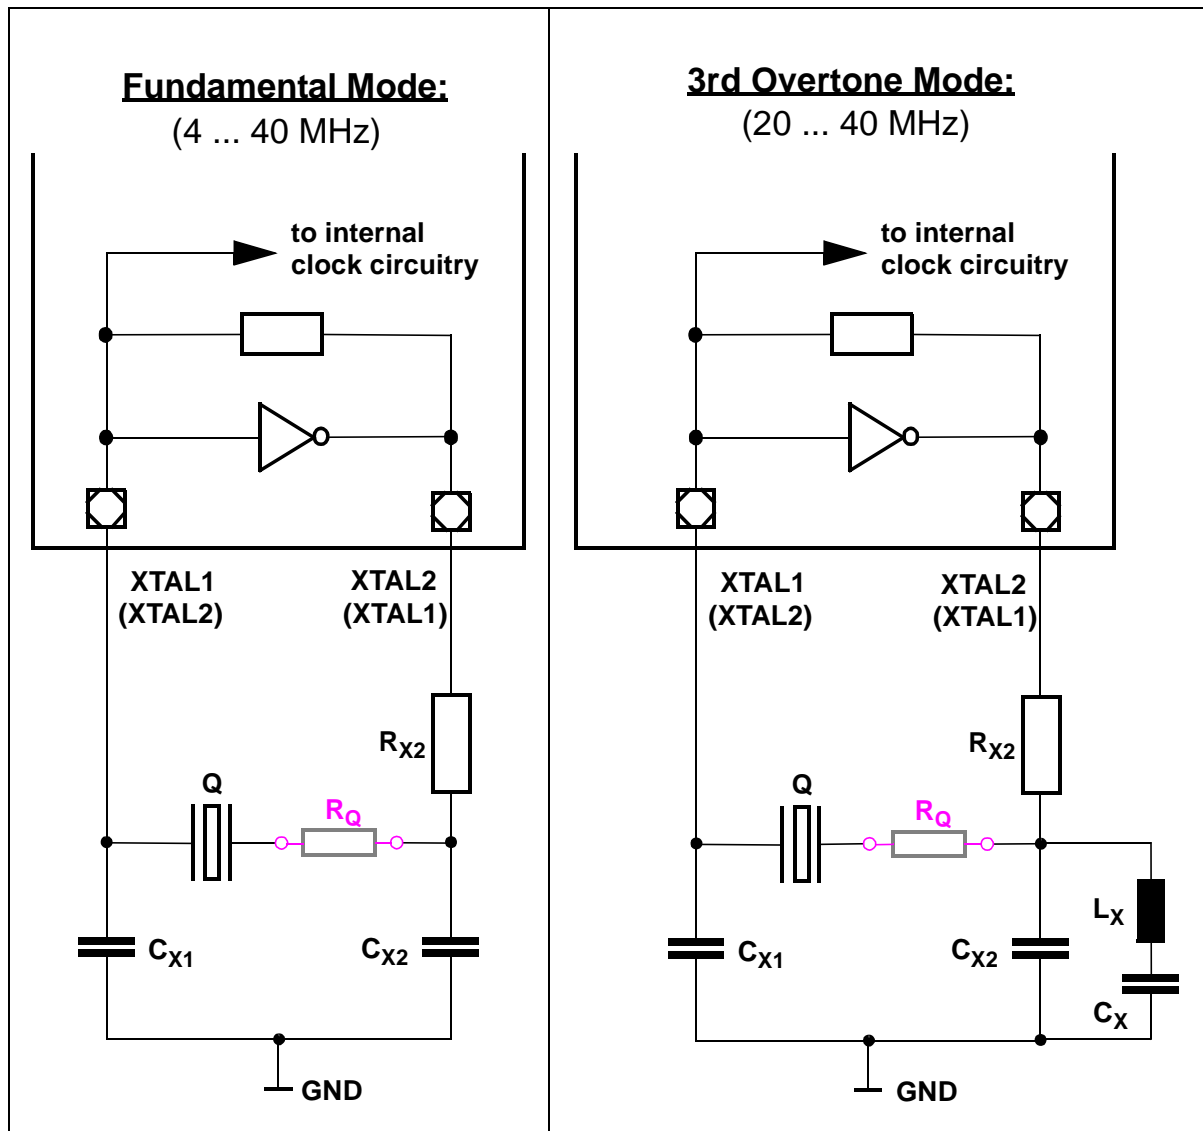 Fundamental Mode:
(4 ... 40 MHz)
to internal
clock circuitry
XTAL1
(XTAL2)
XTAL2
(XTAL1)
RX2
Q
RQ
CX1
CX2
GND
3rd Overtone Mode:
(20 ... 40 MHz)
to internal
clock circuitry
XTAL1
(XTAL2)
XTAL2
(XTAL1)
RX2
Q
RQ
LX
CX1
CX2
CX
GND